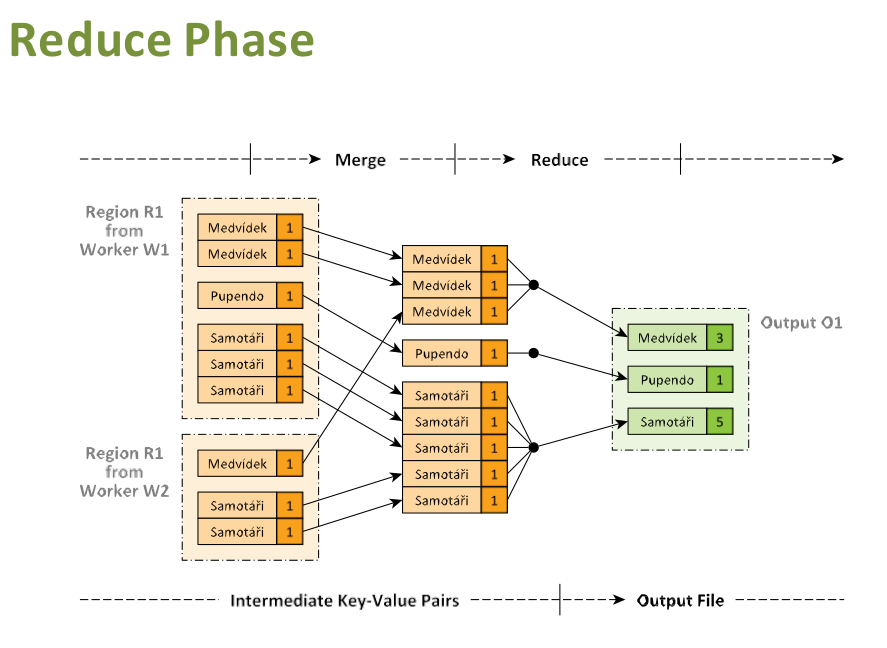 Reduce Phase
Merge
Reduce
Region R1
from
Worker W1
Medvídek 1
Medvídek 1
Pupendo 1
Samotáři 1
Samotáři 1
Samotáři 1
Region R1
from
Worker W2
Medvídek 1
Samotáři 1
Samotáři 1
Medvídek 1
Medvídek 1
Medvídek 1
Pupendo 1
Samotáři 1
Samotáři 1
Samotáři 1
Samotáři 1
Samotáři 1
Output O1
Medvídek 3
Pupendo 1
Samotáři 5
Intermediate Key-Value Pairs
Output File